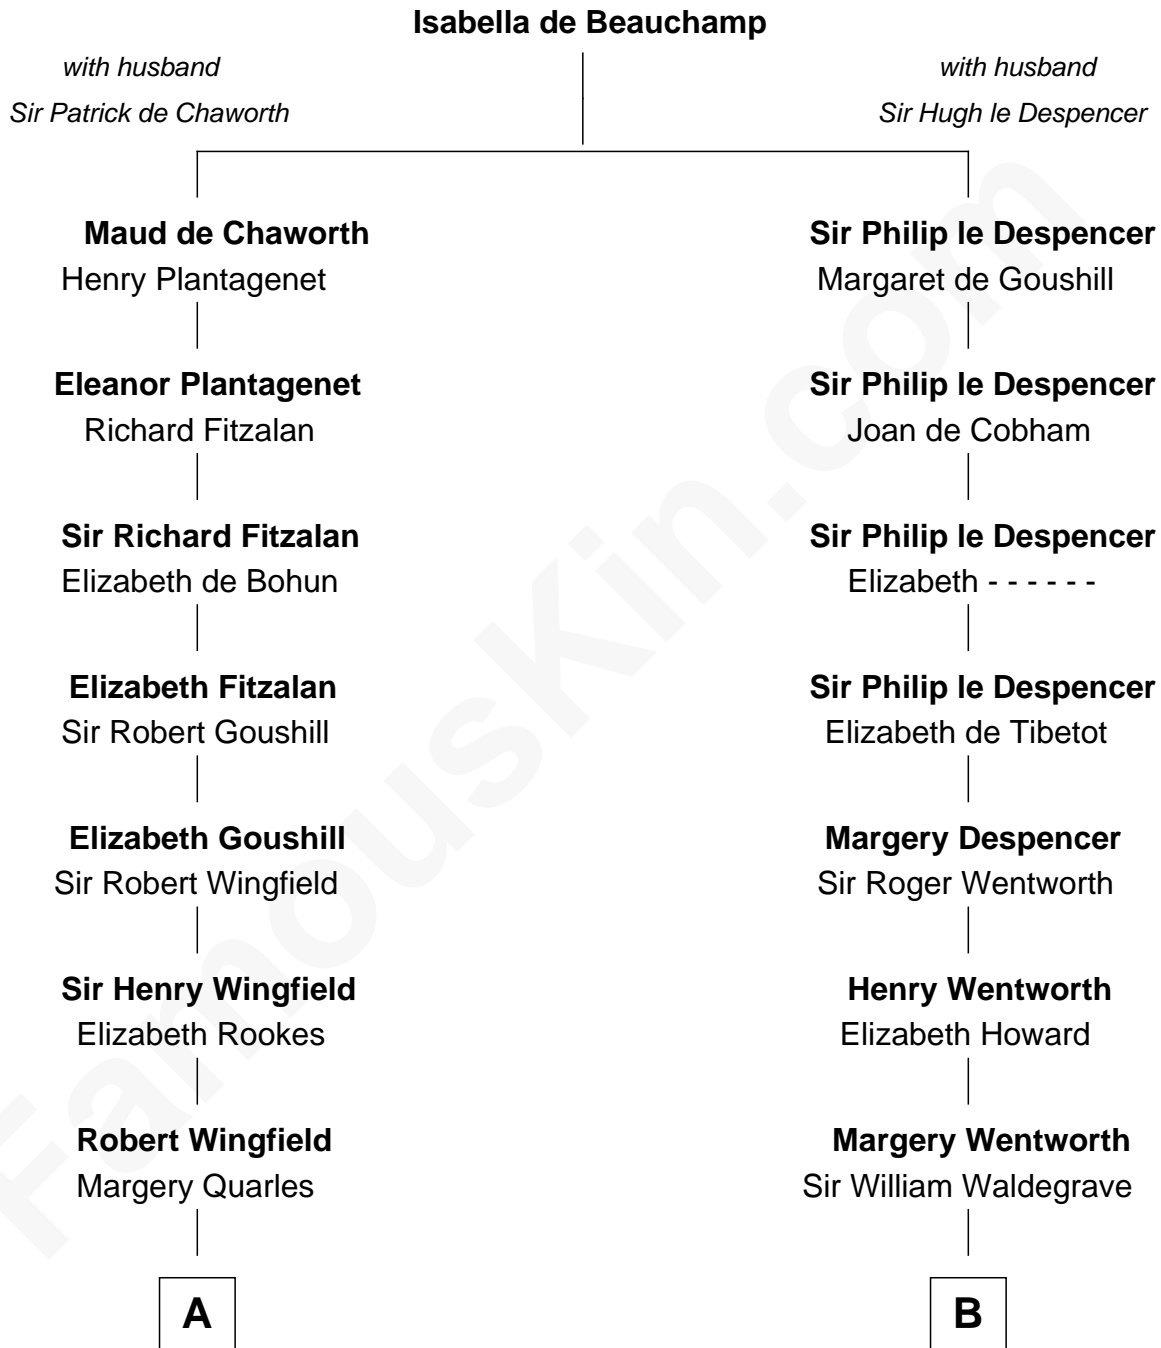 Isabella de Beauchamp
with husband
Sir Patrick de Chaworth
with husband
Sir Hugh le Despencer
Maud de Chaworth
Henry Plantagenet
Sir Philip le Despencer
Margaret de Goushill
Eleanor Plantagenet
Richard Fitzalan
Sir Philip le Despencer
Joan de Cobham
Sir Richard Fitzalan
Elizabeth de Bohun
Sir Philip le Despencer
Elizabeth - - - - - -
Elizabeth Fitzalan
Sir Robert Goushill
Sir Philip le Despencer
Elizabeth de Tibetot
Elizabeth Goushill
Sir Robert Wingfield
Margery Despencer
Sir Roger Wentworth
Sir Henry Wingfield
Elizabeth Rookes
Henry Wentworth
Elizabeth Howard
Robert Wingfield
Margery Quarles
Margery Wentworth
Sir William Waldegrave
A
B
FamousKin.com